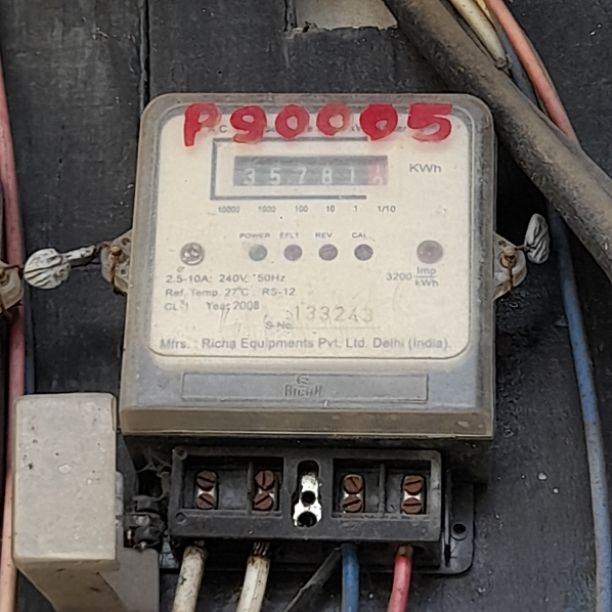 P90005
KWh
35781
10000 1000 100 10 1 1/10
POWER EFLT REV CAL
2.5-10A; 240V, 50Hz
3200 Imp/kWh
Ref. Temp. 27°C, RS-12
CL-1 Year 2008
S-No. 133243
Mfrs. : Richa Equipments Pvt. Ltd. Delhi (India).
RICHA